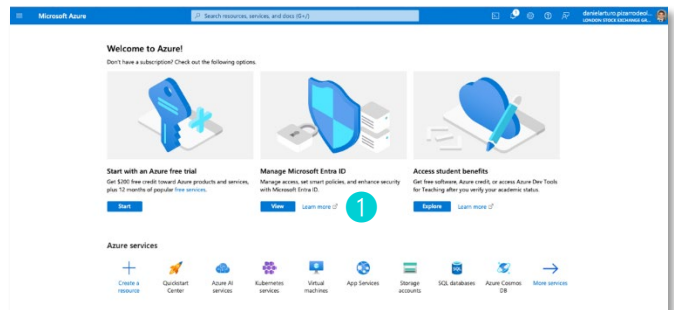 Microsoft Azure
Search resources, services, and docs (G+/)
danielarturo.pizarrodeol...
LONDON STOCK EXCHANGE GR...
Welcome to Azure!
Don't have a subscription? Check out the following options.
Start with an Azure free trial
Get $200 free credit toward Azure products and services,
plus 12 months of popular free services.
Start
Manage Microsoft Entra ID
Manage access, set smart policies, and enhance security
with Microsoft Entra ID.
View
Learn more
1
Access student benefits
Get free software, Azure credit, or access Azure Dev Tools
for Teaching after you verify your academic status.
Explore
Learn more
Azure services
Create a
resource
Quickstart
Center
Azure AI
services
Kubernetes
services
Virtual
machines
App Services
Storage
accounts
SQL databases
Azure Cosmos
DB
More services